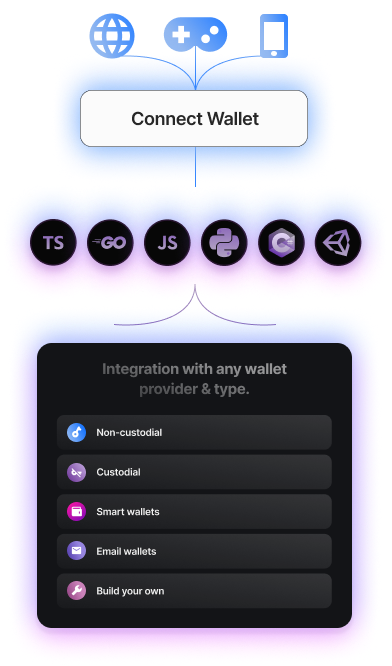 Connect Wallet
TS GO JS C
Integration with any wallet
provider & type.
Non-custodial
Custodial
Smart wallets
Email wallets
Build your own